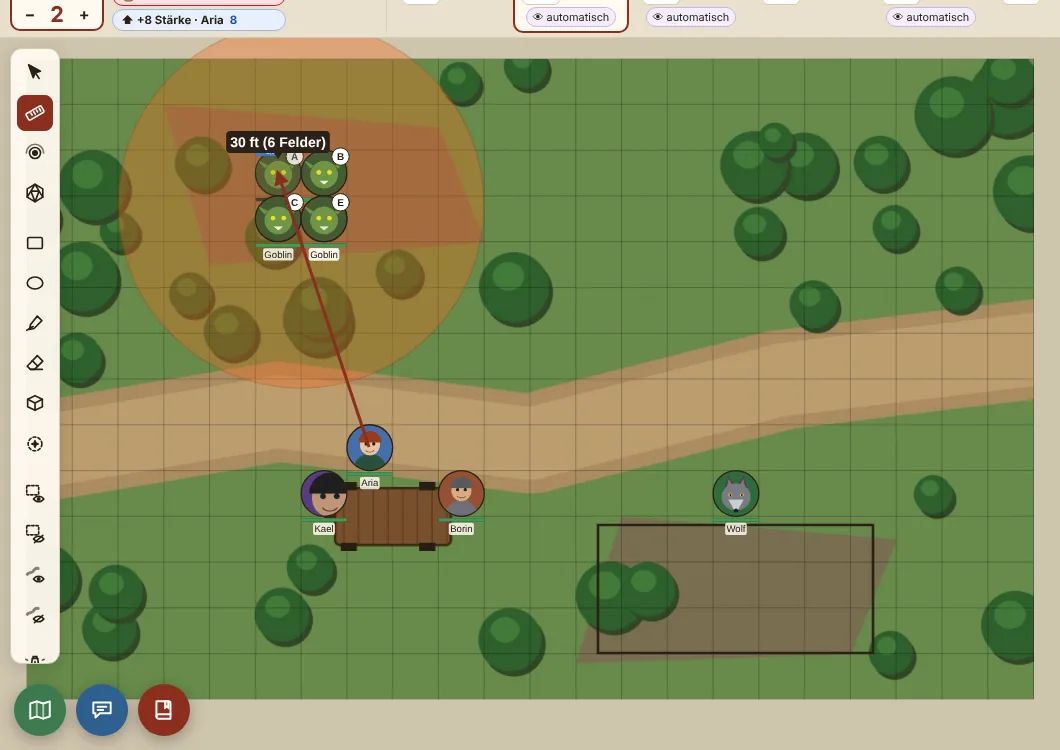 − 2 +
+8 Stärke · Aria 8
automatisch
automatisch
automatisch
30 ft (6 Felder)
A
B
C
E
Goblin
Goblin
Aria
Kael
Borin
Wolf